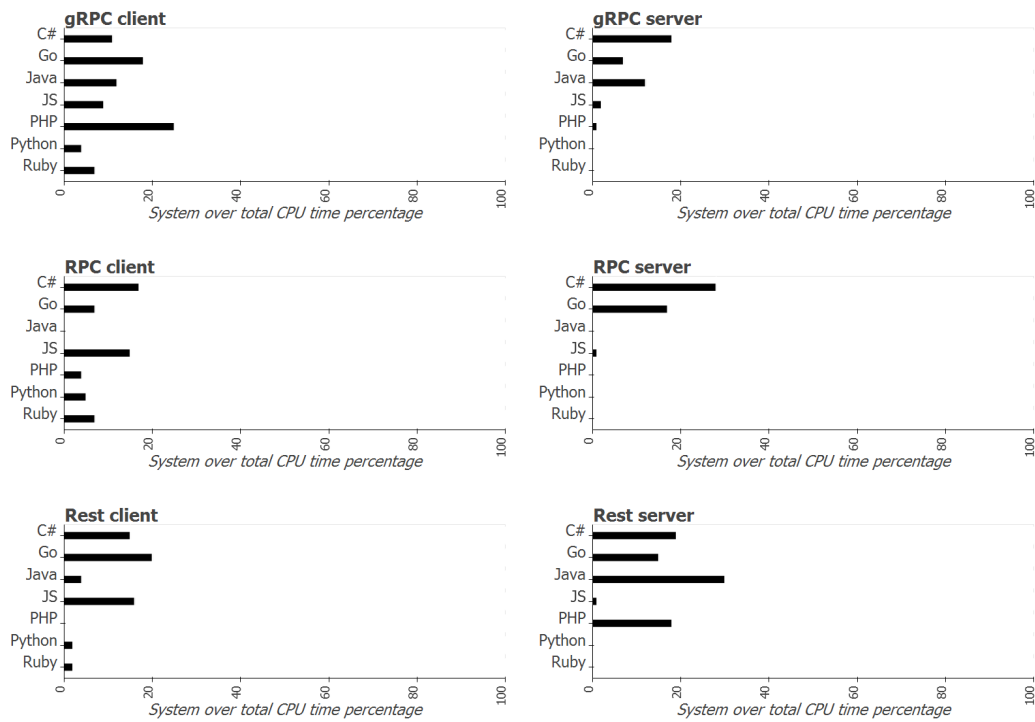 gRPC client
C#
Go
Java
JS
PHP
Python
Ruby
0
20
40
60
80
100
System over total CPU time percentage
gRPC server
C#
Go
Java
JS
PHP
Python
Ruby
0
20
40
60
80
100
System over total CPU time percentage
RPC client
C#
Go
Java
JS
PHP
Python
Ruby
0
20
40
60
80
100
System over total CPU time percentage
RPC server
C#
Go
Java
JS
PHP
Python
Ruby
0
20
40
60
80
100
System over total CPU time percentage
Rest client
C#
Go
Java
JS
PHP
Python
Ruby
0
20
40
60
80
100
System over total CPU time percentage
Rest server
C#
Go
Java
JS
PHP
Python
Ruby
0
20
40
60
80
100
System over total CPU time percentage